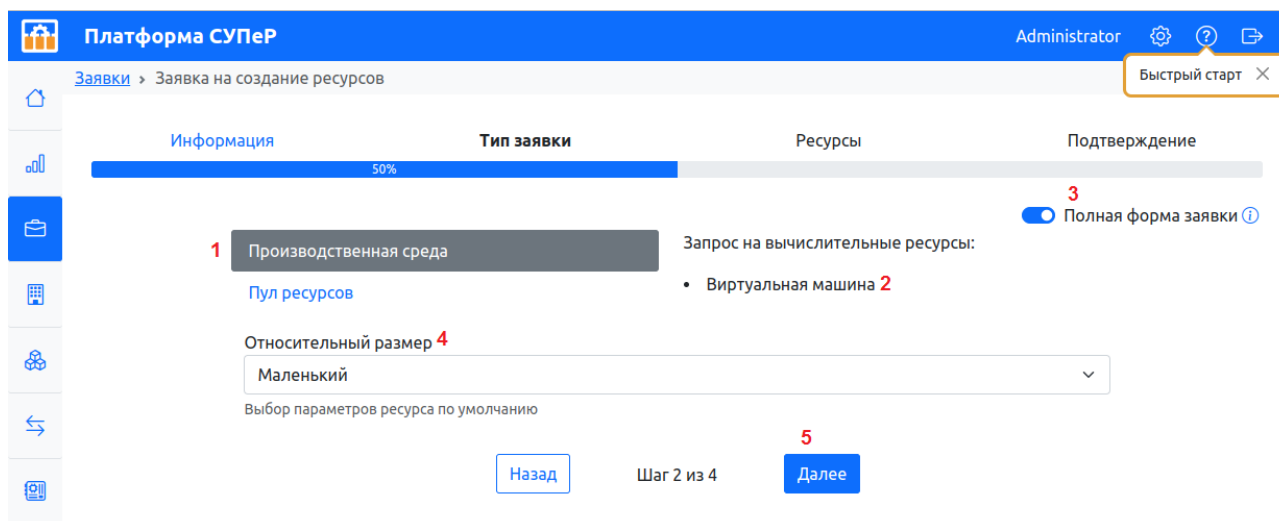 Платформа СУПеР
Administrator
Быстрый старт
Заявки › Заявка на создание ресурсов
Информация
Тип заявки
Ресурсы
Подтверждение
50%
3
Полная форма заявки
1 Производственная среда
Запрос на вычислительные ресурсы:
Пул ресурсов
• Виртуальная машина 2
Относительный размер 4
Маленький
Выбор параметров ресурса по умолчанию
5
Назад
Шаг 2 из 4
Далее